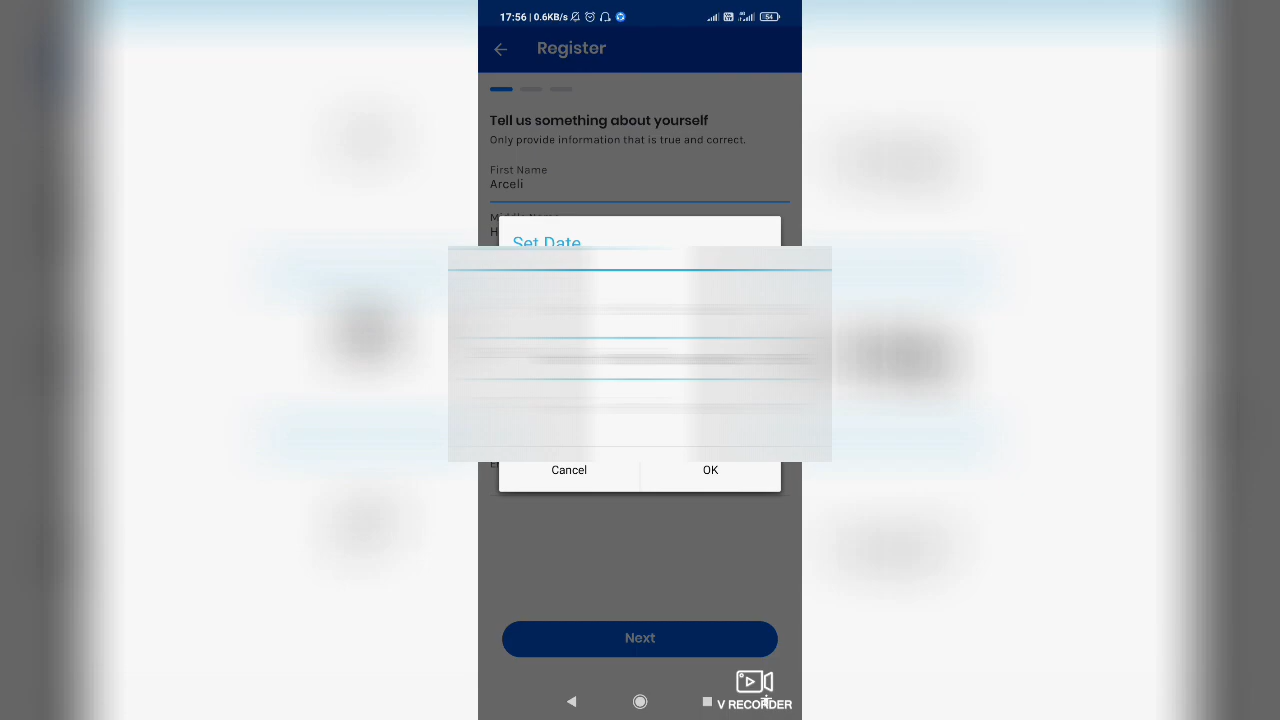 17:56 | 0.6KB/s
54
Register
Tell us something about yourself
Only provide information that is true and correct.
First Name
Arceli
Set Date
Cancel
OK
Next
V RECORDER